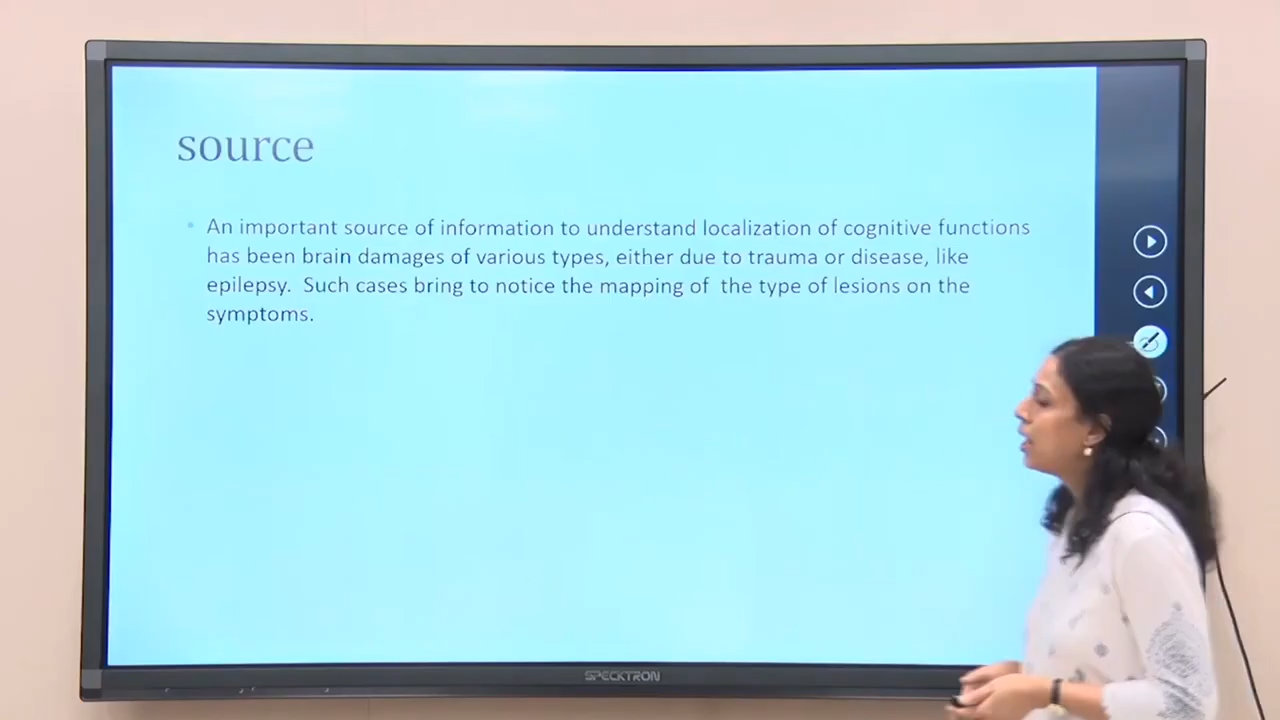 source
An important source of information to understand localization of cognitive functions
has been brain damages of various types, either due to trauma or disease, like
epilepsy. Such cases bring to notice the mapping of the type of lesions on the
symptoms.
SPECKTRON